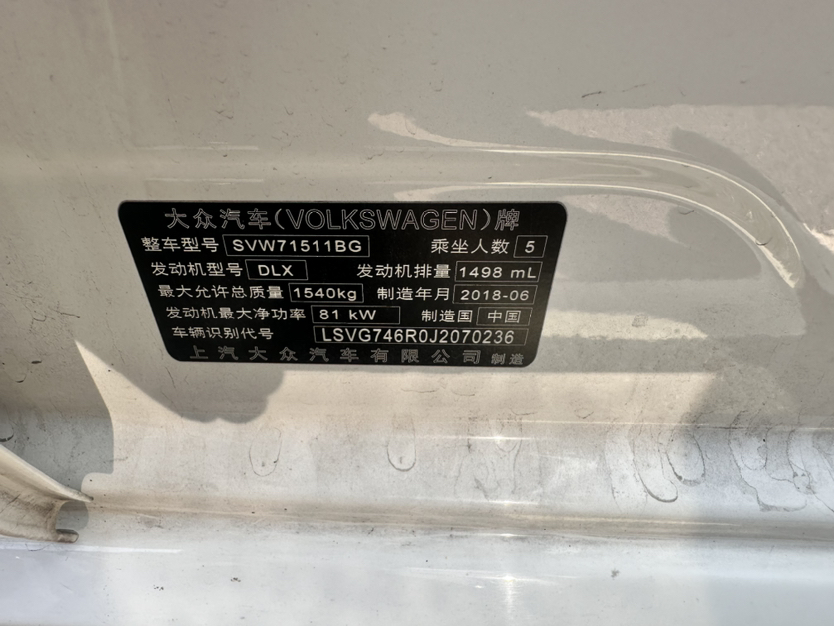 大众汽车(VOLKSWAGEN)牌
整车型号 SVW71511BG 乘坐人数 5
发动机型号 DLX 发动机排量 1498 mL
最大允许总质量 1540kg 制造年月 2018-06
发动机最大净功率 81 kW 制造国 中国
车辆识别代号 LSVG746R0J2070236
上汽大众汽车有限公司 制造